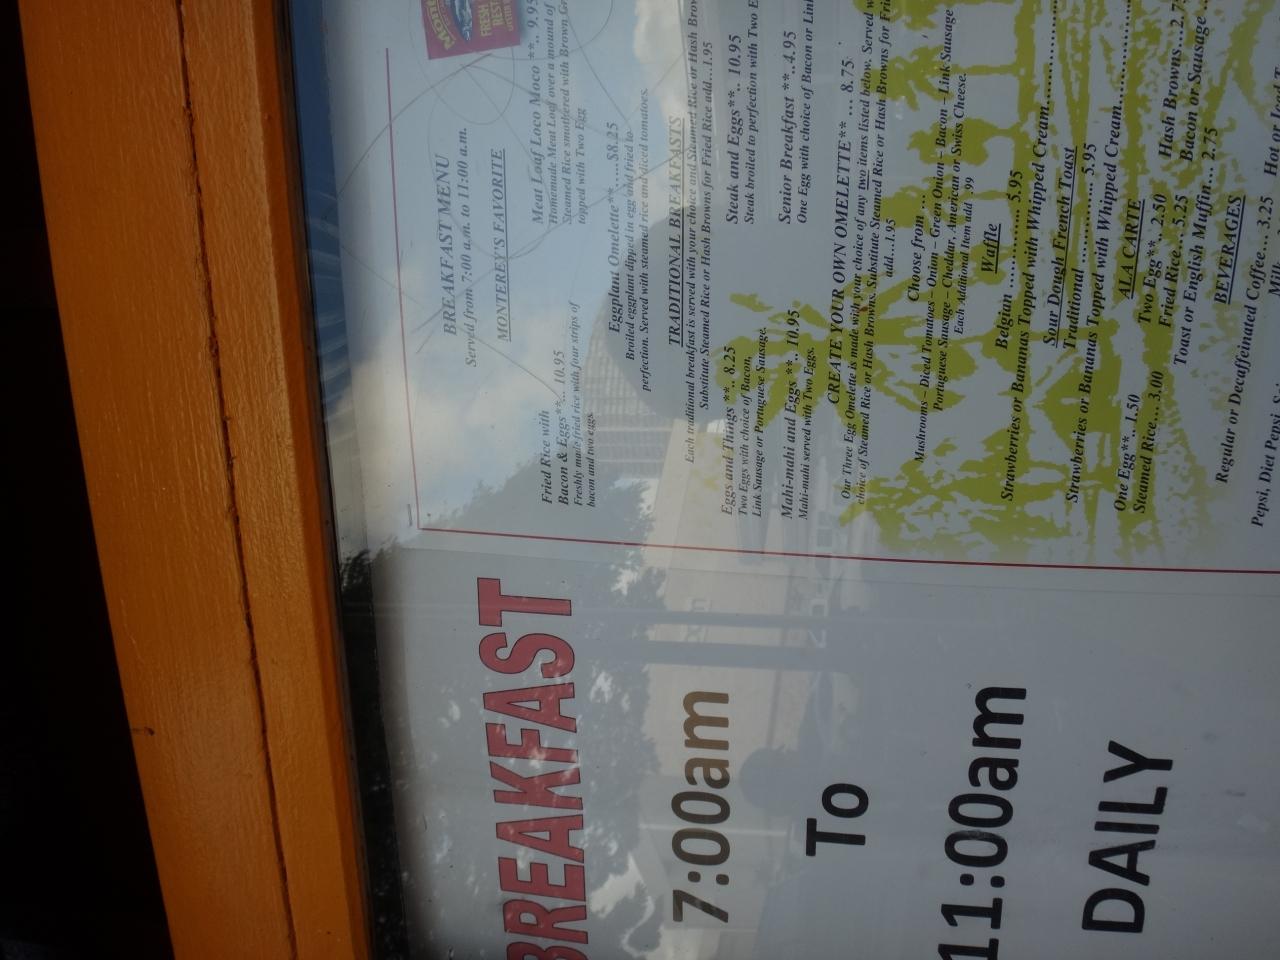 BREAKFAST
7:00am
To
11:00am
DAILY
FRESH
BREAKFAST MENU
Served from 7:00 a.m. to 11:00 a.m.
MONTEREY'S FAVORITE
Fried Rice with
Bacon & Eggs**... 10.95
Freshly made fried rice with four strips of
bacon and two eggs.
Meat Loaf Loco Moco **.. 9.95
Homemade Meat Loaf over a mound of
Steamed Rice smothered with Brown
topped with Two Egg
Eggplant Omelette**......$8.25
Broiled eggplant dipped in egg and fried to
perfection. Served with steamed rice and diced tomatoes.
TRADITIONAL BREAKFASTS
Each traditional breakfast is served with your choice and Steamed Rice or Hash
Substitute Steamed Rice or Hash Browns for Fried Rice add...1.95
Eggs and Things **.. 8.25
Two Eggs with choice of Bacon,
Link Sausage or Portuguese Sausage.
Steak and Eggs**.. 10.95
Steak broiled to perfection with Two
Mahi-mahi and Eggs **.. 10.95
Mahi-mahi served with Two Eggs.
Senior Breakfast **..4.95
One Egg with choice of Bacon or
CREATE YOUR OWN OMELETTE** ... 8.75
Our Three Egg Omelette is made with your choice of any two items listed below. Served
choice of Steamed Rice or Hash Browns. Substitute Steamed Rice or Hash Browns for
add...1.95
Choose from ...
Mushrooms – Diced Tomatoes – Onion – Green Onion – Bacon – Link Sausage
Portuguese Sausage – Cheddar, American or Swiss Cheese.
Each Additional Item add .99
Waffle
Belgian .............. 5.95
Strawberries or Bananas Topped with Whipped Cream
Sour Dough French Toast
Traditional .............. 5.95
Strawberries or Bananas Topped with Whipped Cream
ALA CARTE
One Egg**...1.50 Two Egg**.. 2.50 Hash Browns...
Steamed Rice.... 3.00 Fried Rice....5.25 Bacon or Sausage ...
Toast or English Muffin... 2.75
BEVERAGES
Regular or Decaffeinated Coffee... 3.25 Hot or
Pepsi, Diet Pepsi,